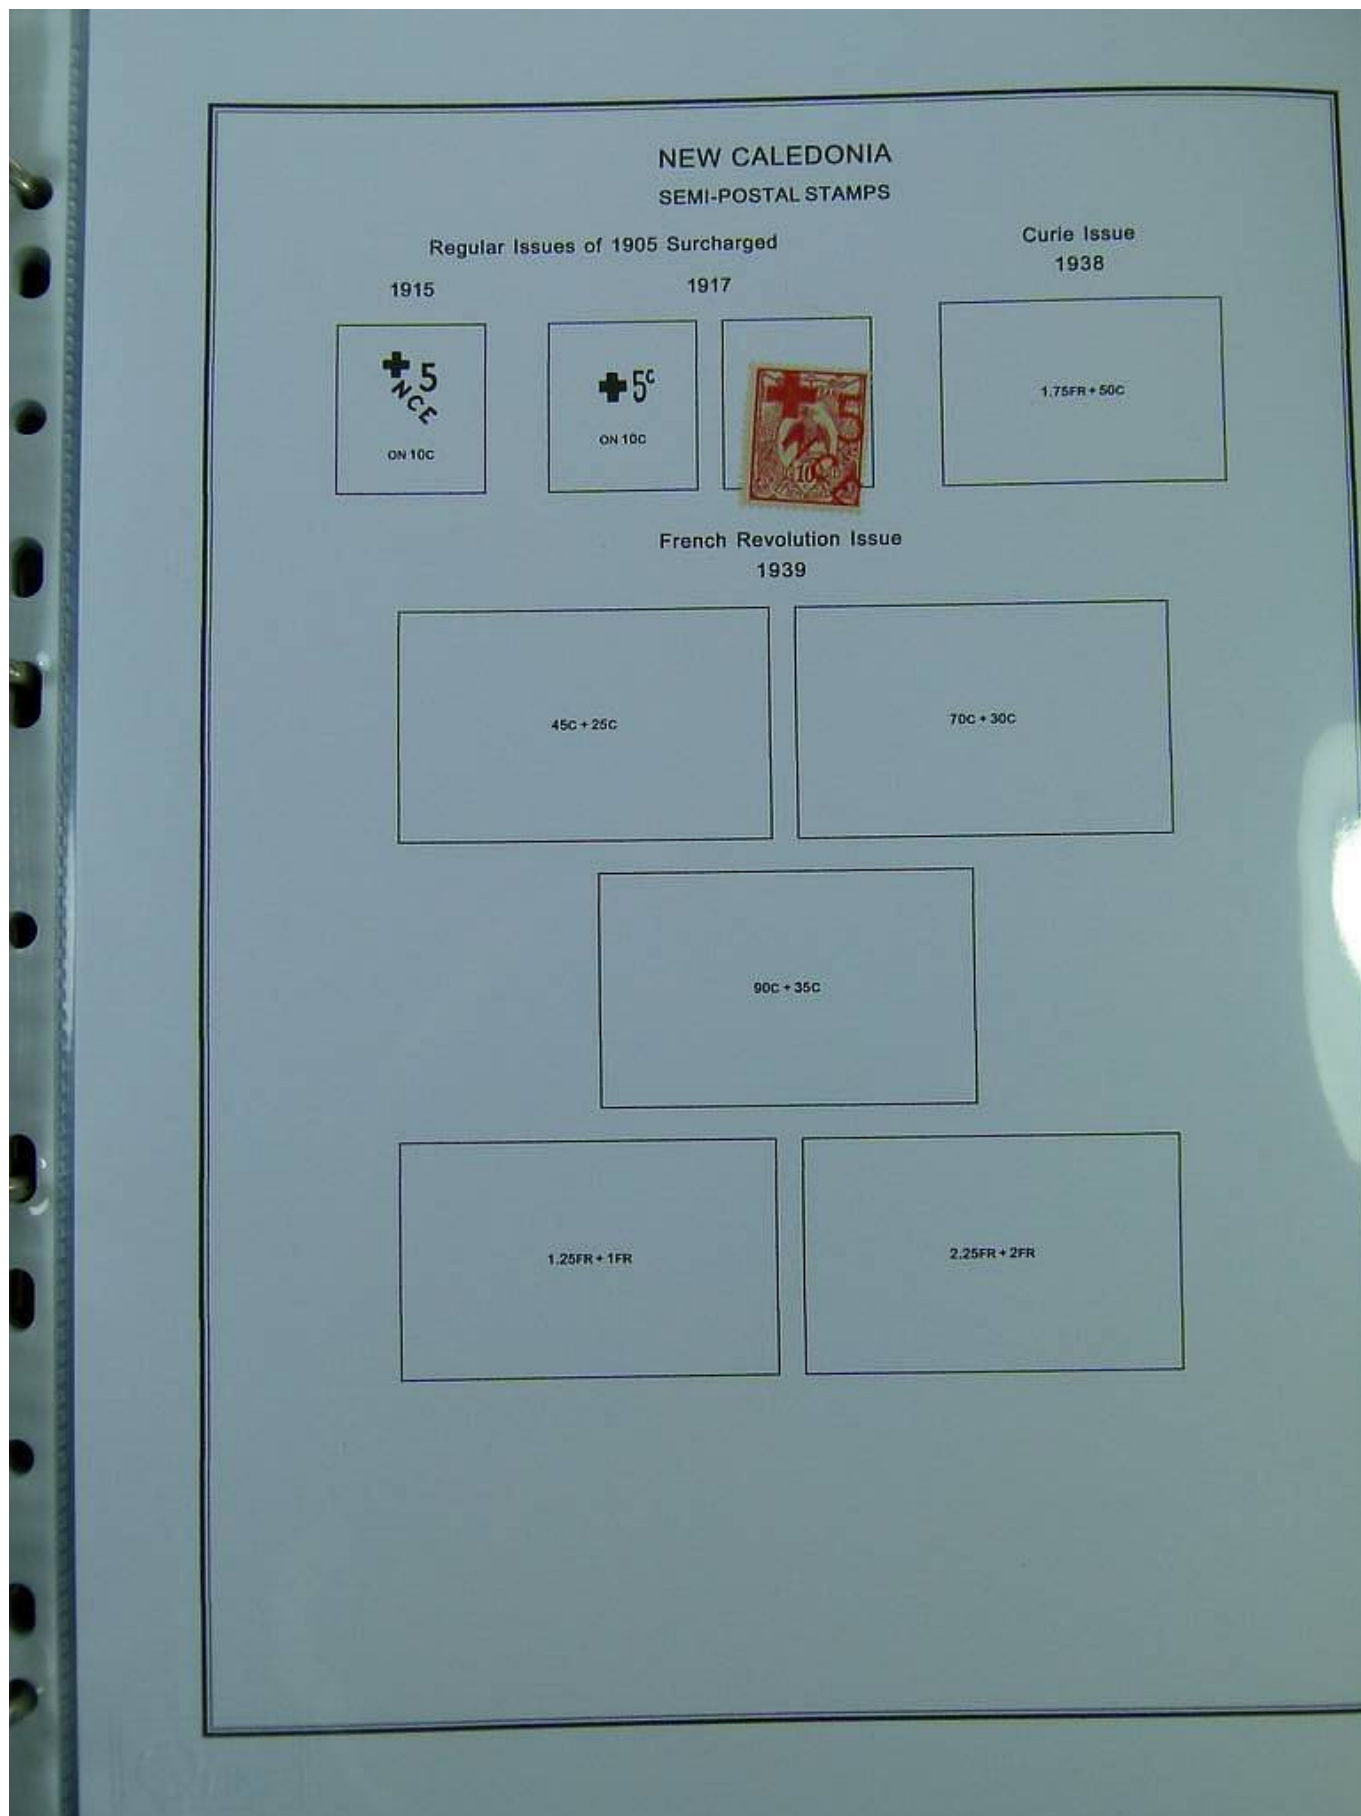 NEW CALEDONIA
SEMI-POSTAL STAMPS
Regular Issues of 1905 Surcharged
Curie Issue
1938
1915
1917
+5
NCE
ON 10C
+5c
ON 10C
10
5
1.75FR + 50C
French Revolution Issue
1939
45C + 25C
70C + 30C
90C + 35C
1.25FR + 1FR
2.25FR + 2FR